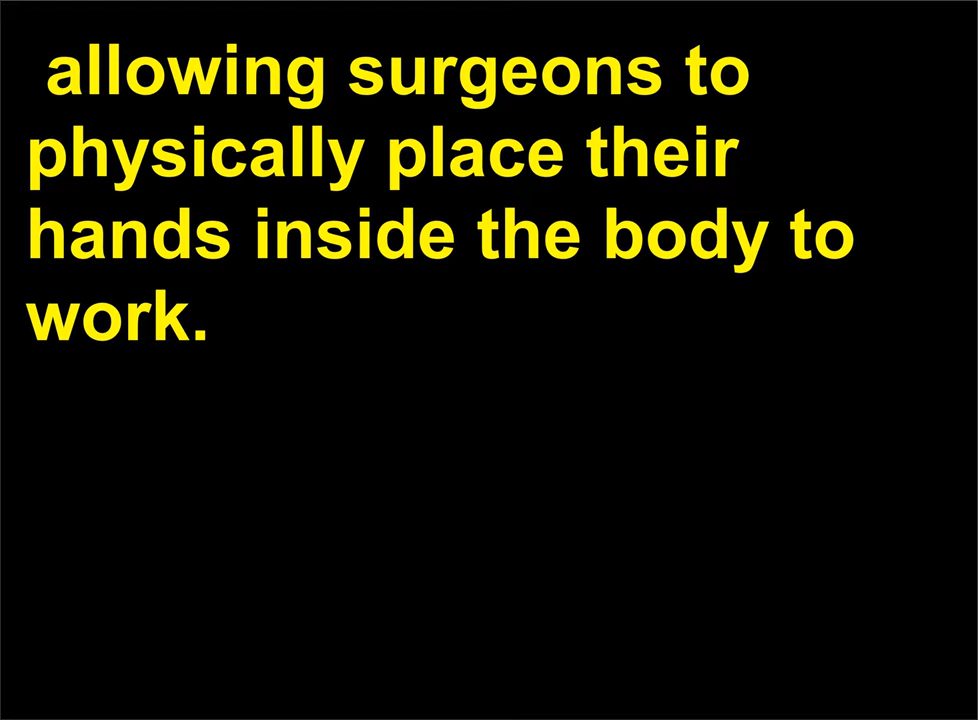 allowing surgeons to
physically place their
hands inside the body to
work.